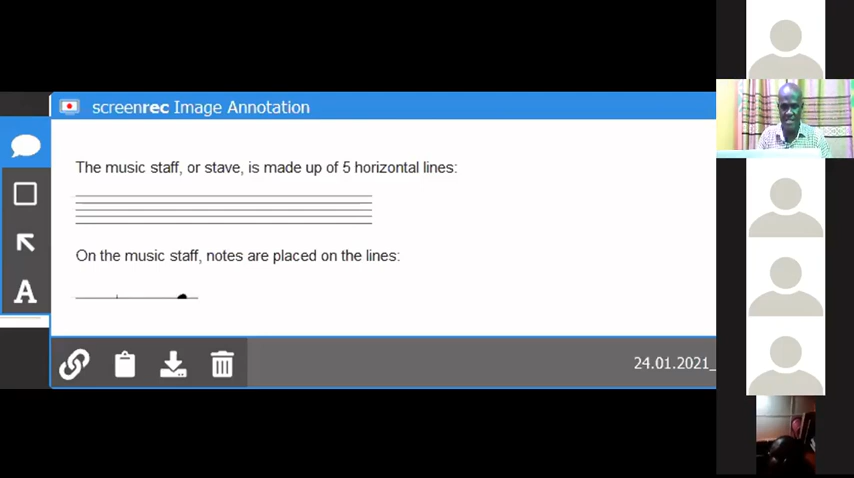 screenrec Image Annotation
The music staff, or stave, is made up of 5 horizontal lines:
On the music staff, notes are placed on the lines:
A
24.01.2021_